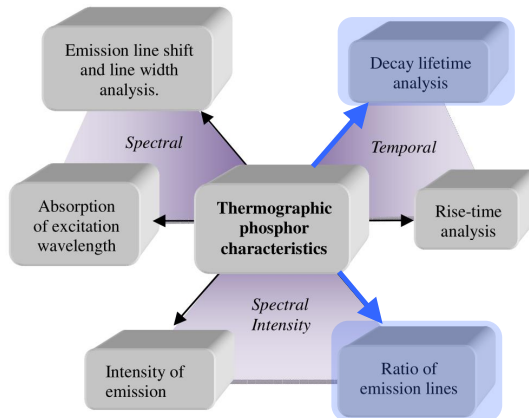 Emission line shift
and line width
analysis.
Decay lifetime
analysis
Spectral
Temporal
Absorption
of excitation
wavelength
Thermographic
phosphor
characteristics
Rise-time
analysis
Spectral
Intensity
Intensity of
emission
Ratio of
emission lines